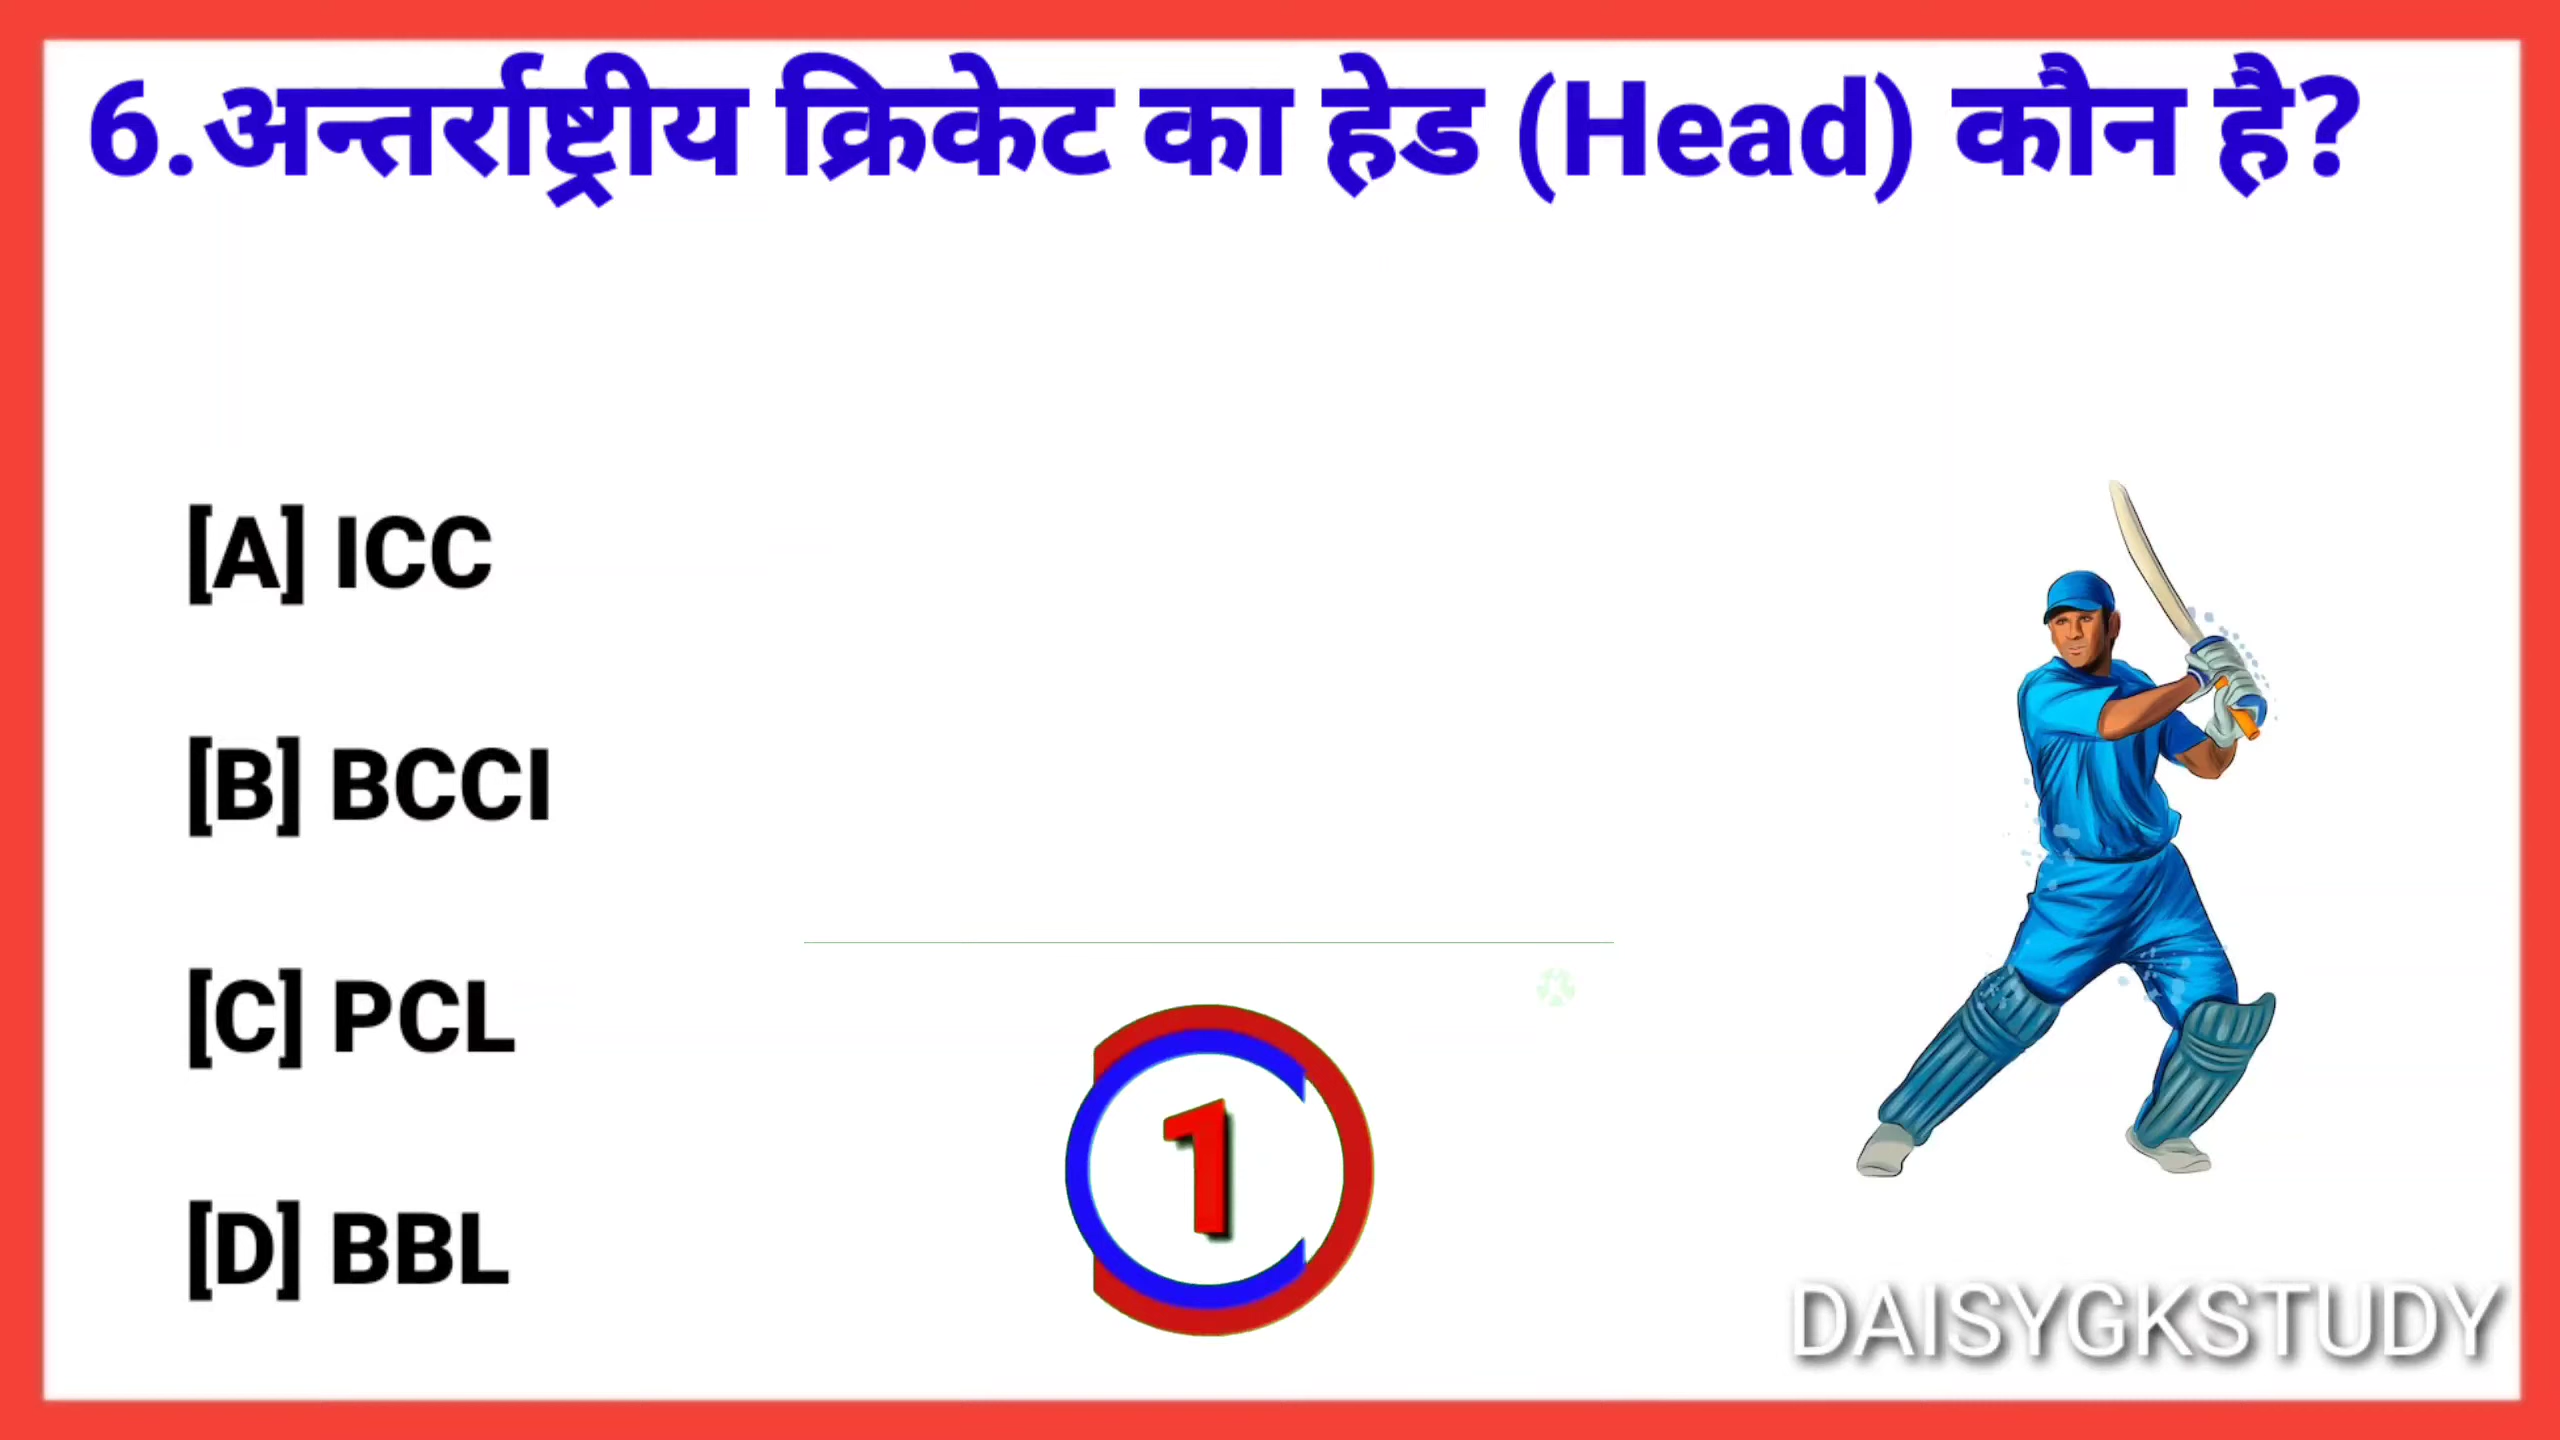 6.अन्तर्राष्ट्रीय क्रिकेट का हेड (Head) कौन है?
[A] ICC
[B] BCCI
[C] PCL
[D] BBL
1
DAISYGKSTUDY